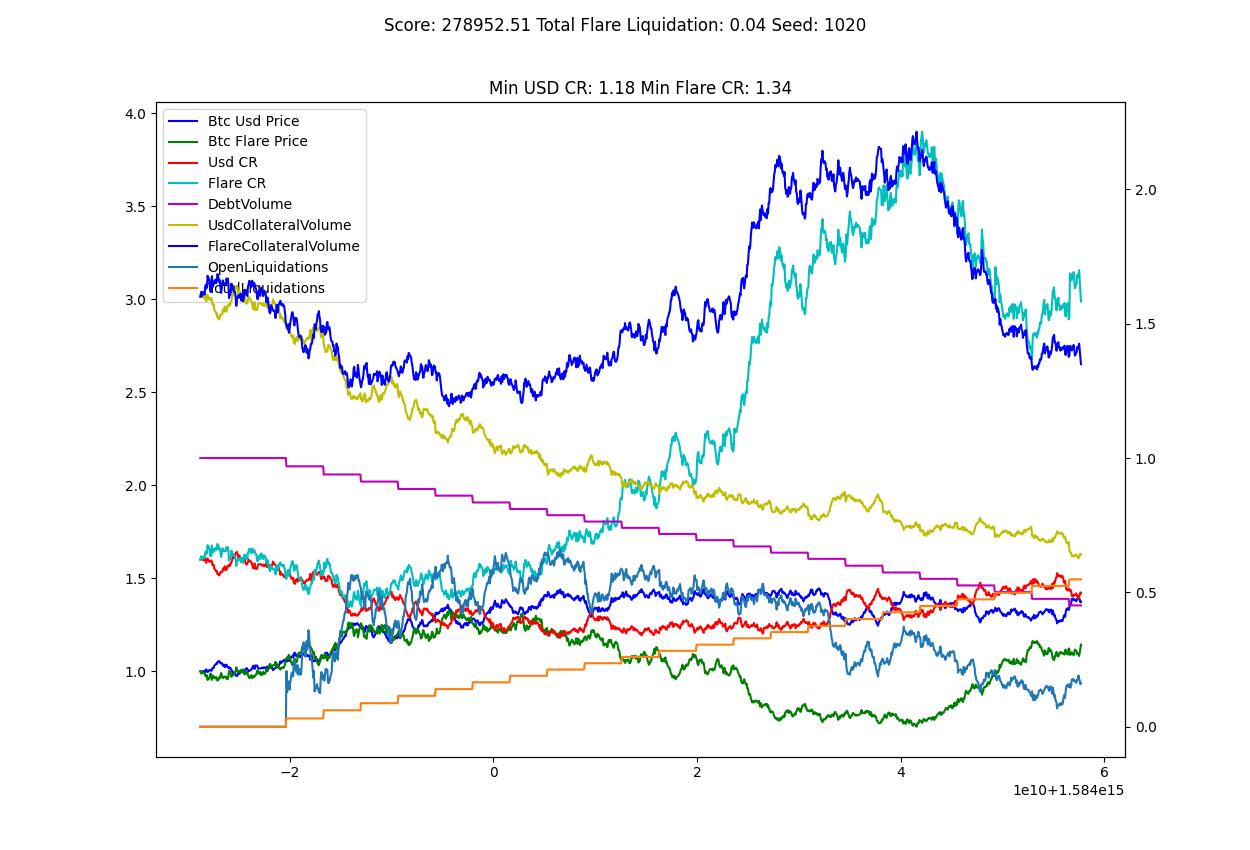 Score: 278952.51 Total Flare Liquidation: 0.04 Seed: 1020
Min USD CR: 1.18 Min Flare CR: 1.34
Btc Usd Price
Btc Flare Price
Usd CR
Flare CR
DebtVolume
UsdCollateralVolume
FlareCollateralVolume
OpenLiquidations
4.0
3.5
3.0
2.5
2.0
1.5
1.0
2.0
1.5
1.0
0.5
0.0
−2
0
2
4
6
1e10+1.584e15